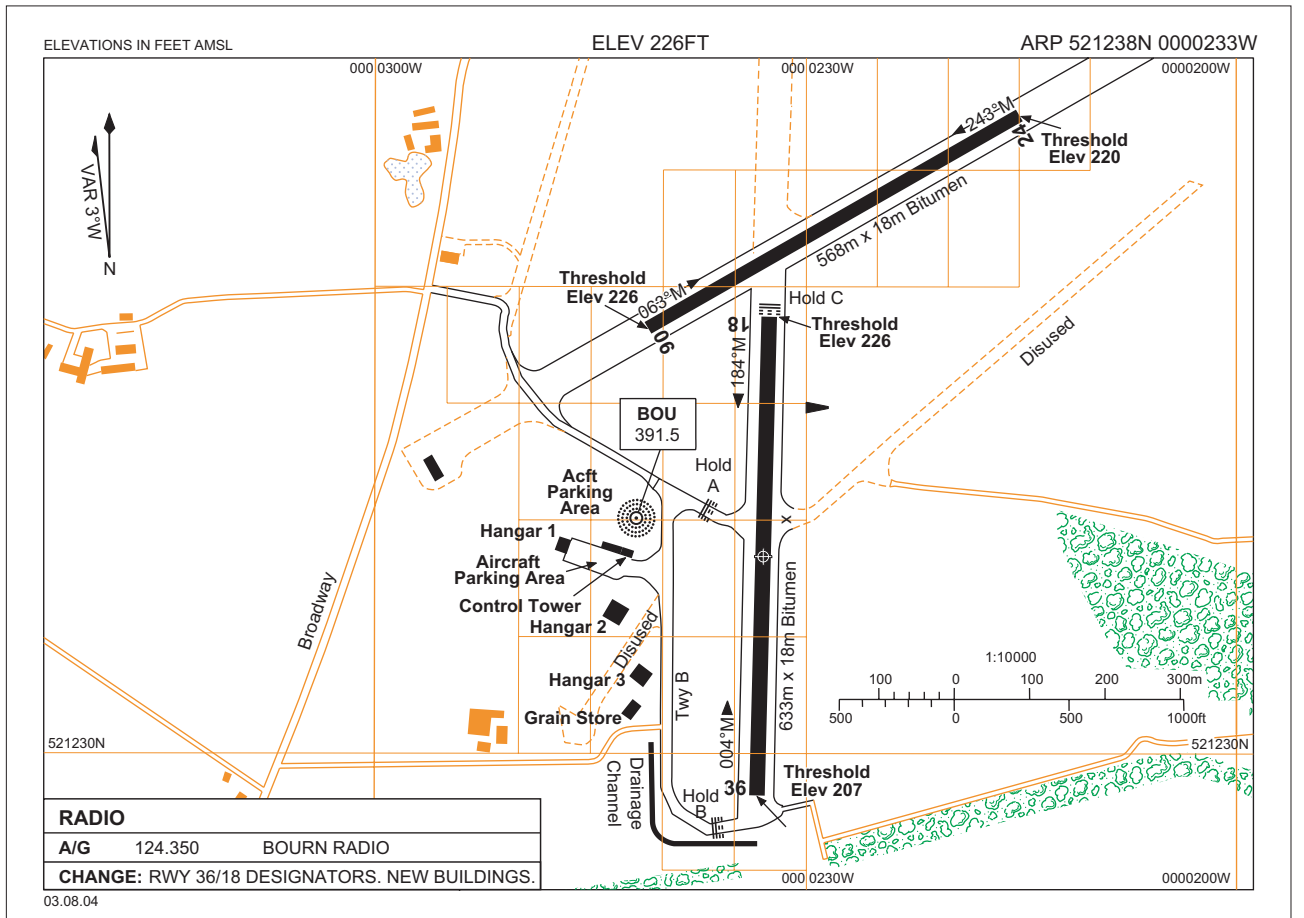 ELEVATIONS IN FEET AMSL
ELEV 226FT
ARP 521238N 0000233W
000 0300W
000 0230W
0000200W
VAR 3°W
N
243°M
24
Threshold
Elev 220
568m x 18m Bitumen
Threshold
Elev 226
063°M
06
Hold C
18
Threshold
Elev 226
184°M
Disused
BOU
391.5
Hold
A
Acft
Parking
Area
x
Hangar 1
Aircraft
Parking Area
Control Tower
Hangar 2
Disused
Broadway
Hangar 3
Grain Store
Twy B
633m x 18m Bitumen
1:10000
100 0 100 200 300m
500 0 500 1000ft
004°M
521230N
521230N
36
Threshold
Elev 207
Drainage
Channel
Hold
B
RADIO
A/G 124.350 BOURN RADIO
CHANGE: RWY 36/18 DESIGNATORS. NEW BUILDINGS.
000 0230W
0000200W
03.08.04